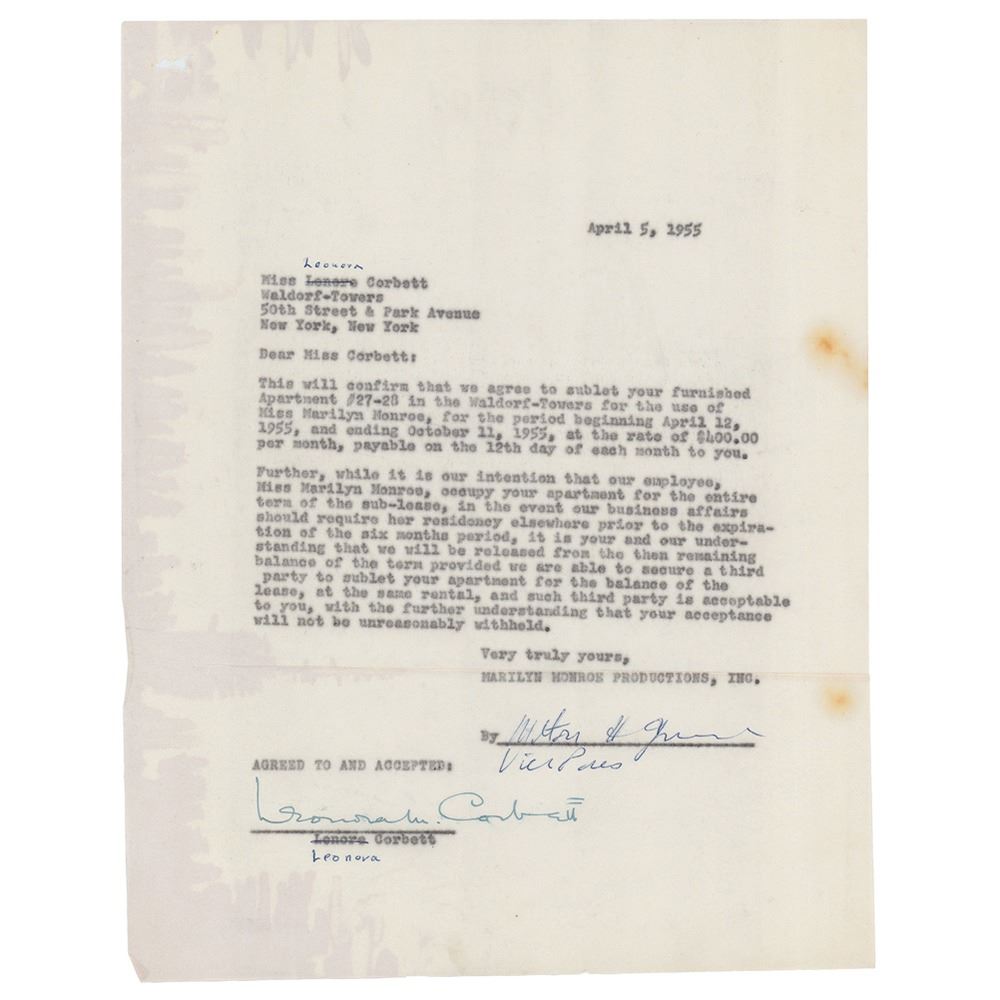 April 5, 1955
Leonora
Miss Lenore Corbett
Waldorf-Towers
50th Street & Park Avenue
New York, New York
Dear Miss Corbett:
This will confirm that we agree to sublet your furnished
Apartment #27-28 in the Waldorf-Towers for the use of
Miss Marilyn Monroe, for the period beginning April 12,
1955, and ending October 11, 1955, at the rate of $400.00
per month, payable on the 12th day of each month to you.
Further, while it is our intention that our employee,
Miss Marilyn Monroe, occupy your apartment for the entire
term of the sub-lease, in the event our business affairs
should require her residency elsewhere prior to the expira-
tion of the six months period, it is your and our under-
standing that we will be released from the then remaining
balance of the term provided we are able to secure a third
party to sublet your apartment for the balance of the
lease, at the same rental, and such third party is acceptable
to you, with the further understanding that your acceptance
will not be unreasonably withheld.
Very truly yours,
MARILYN MONROE PRODUCTIONS, INC.
By Milton H Greene
Vice Pres
AGREED TO AND ACCEPTED:
Leonora M. Corbett
Lenore Corbett
Leonora